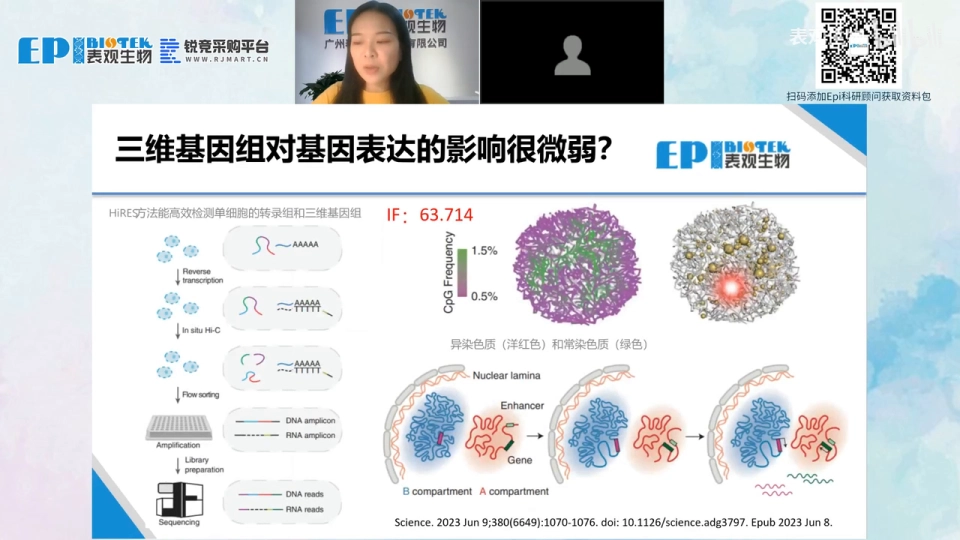 EPI BIOTEK
表观生物
锐竞采购平台
WWW.RJMART.CN
EPI BIOTEK
广州
有限公司
扫码添加Epi科研顾问获取资料包
三维基因组对基因表达的影响很微弱？
EPI BIOTEK
表观生物
HiRES方法能高效检测单细胞的转录组和三维基因组
IF：63.714
AAAAA
Reverse
transcription
AAAAA
TTTTT
In situ Hi-C
AAAAA
TTTTT
Flow sorting
DNA amplicon
RNA amplicon
Amplification
Library
preparation
DNA reads
RNA reads
Sequencing
CpG Frequency
1.5%
0.5%
异染色质（洋红色）和常染色质（绿色）
Nuclear lamina
Enhancer
Gene
B compartment
A compartment
Science. 2023 Jun 9;380(6649):1070-1076. doi: 10.1126/science.adg3797. Epub 2023 Jun 8.